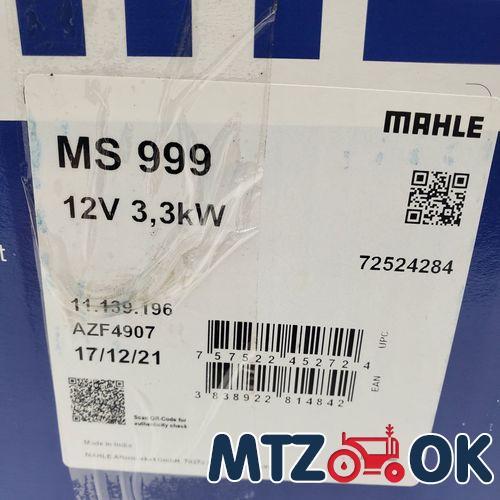 MAHLE
MS 999
12V 3,3kW
72524284
11.139.196
AZF4907
17/12/21
UPC
7 57522 45272 4
EAN
3 838922 814842
Scan QR-Code for
authenticity check
Made in India
MAHLE
MTZ OK